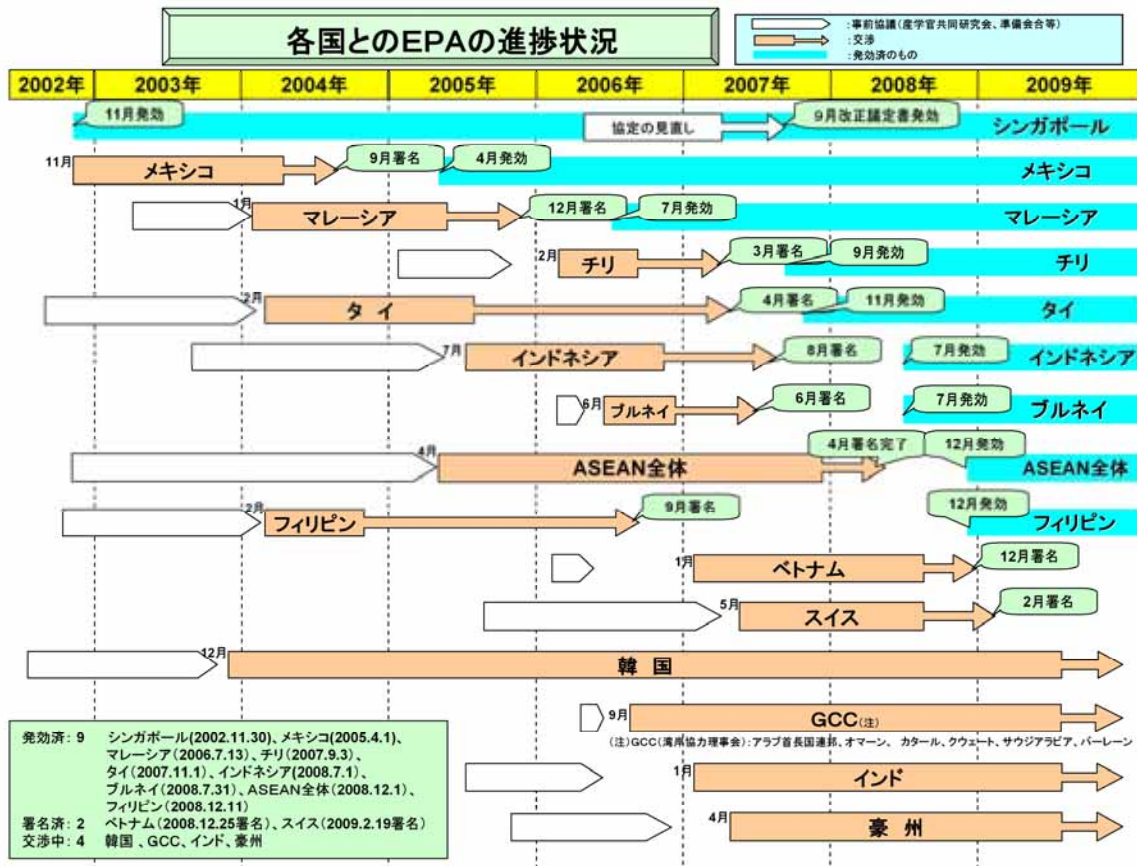 各国とのEPAの進捗状況
:事前協議(産学官共同研究会、準備会合等)
:交渉
:発効済のもの
2002年 2003年 2004年 2005年 2006年 2007年 2008年 2009年
11月発効 協定の見直し 9月改正議定書発効 シンガポール
11月 メキシコ 9月署名 4月発効 メキシコ
1月 マレーシア 12月署名 7月発効 マレーシア
2月 チリ 3月署名 9月発効 チリ
2月 タイ 4月署名 11月発効 タイ
7月 インドネシア 8月署名 7月発効 インドネシア
6月 ブルネイ 6月署名 7月発効 ブルネイ
4月 ASEAN全体 4月署名完了 12月発効 ASEAN全体
2月 フィリピン 9月署名 12月発効 フィリピン
1月 ベトナム 12月署名
5月 スイス 2月署名
12月 韓国
9月 GCC(注)
(注)GCC(湾岸協力理事会):アラブ首長国連邦、オマーン、カタール、クウェート、サウジアラビア、バーレーン
1月 インド
4月 豪州
発効済: 9 シンガポール(2002.11.30)、メキシコ(2005.4.1)、
マレーシア(2006.7.13)、チリ(2007.9.3)、
タイ(2007.11.1)、インドネシア(2008.7.1)、
ブルネイ(2008.7.31)、ASEAN全体(2008.12.1)、
フィリピン(2008.12.11)
署名済: 2 ベトナム(2008.12.25署名)、スイス(2009.2.19署名)
交渉中: 4 韓国、GCC、インド、豪州